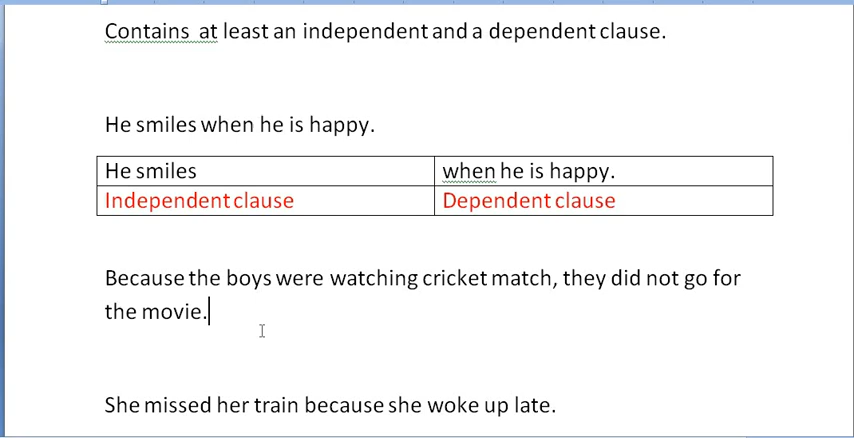 Contains at least an independent and a dependent clause.
He smiles when he is happy.
He smiles when he is happy.
Independent clause Dependent clause
Because the boys were watching cricket match, they did not go for
the movie.
She missed her train because she woke up late.